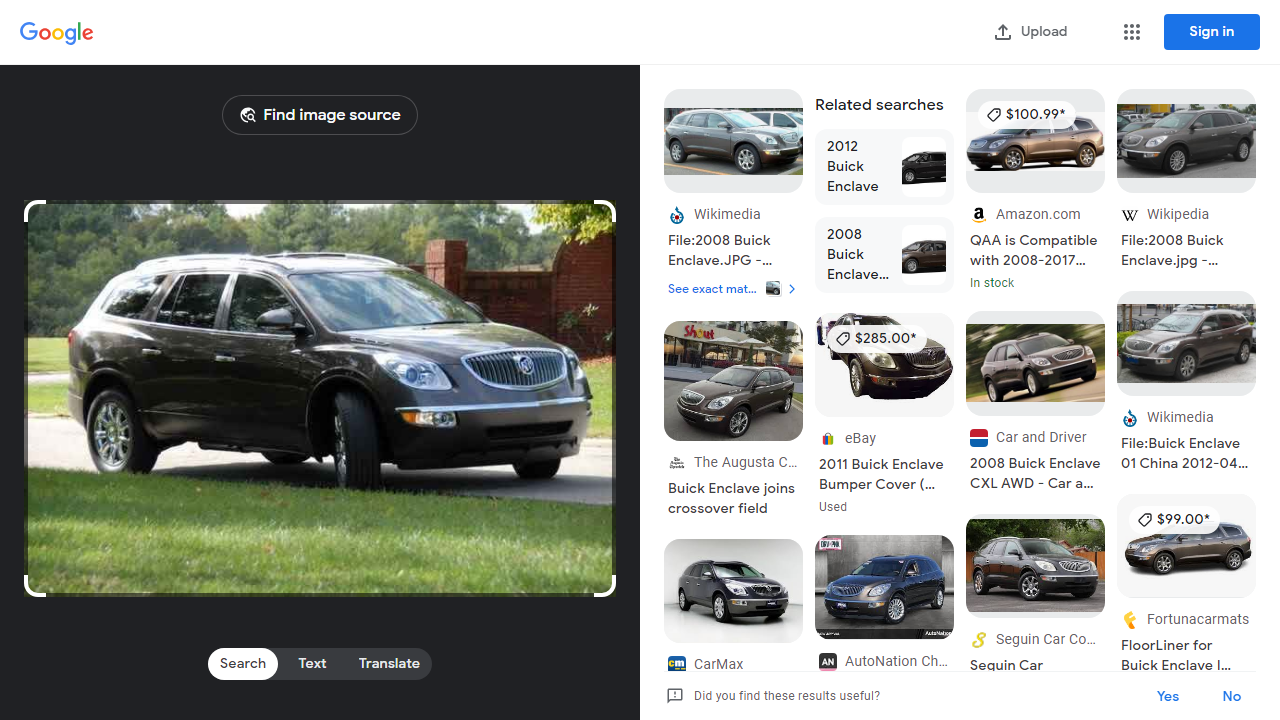 Google
Upload
Sign in
Find image source
Search
Text
Translate
Wikimedia
File:2008 Buick
Enclave.JPG -...
See exact mat...
Shout
The Augusta C...
Buick Enclave joins
crossover field
CarMax
Related searches
2012
Buick
Enclave
2008
Buick
Enclave...
$285.00*
eBay
2011 Buick Enclave
Bumper Cover (...
Used
AutoNation
AN
AutoNation Ch...
$100.99*
Amazon.com
QAA is Compatible
with 2008-2017...
In stock
Car and Driver
2008 Buick Enclave
CXL AWD - Car a...
Seguin Car Co...
Seguin Car
Wikipedia
File:2008 Buick
Enclave.jpg -...
Wikimedia
File:Buick Enclave
01 China 2012-04...
$99.00*
Fortunacarmats
FloorLiner for
Buick Enclave I...
Did you find these results useful?
Yes
No